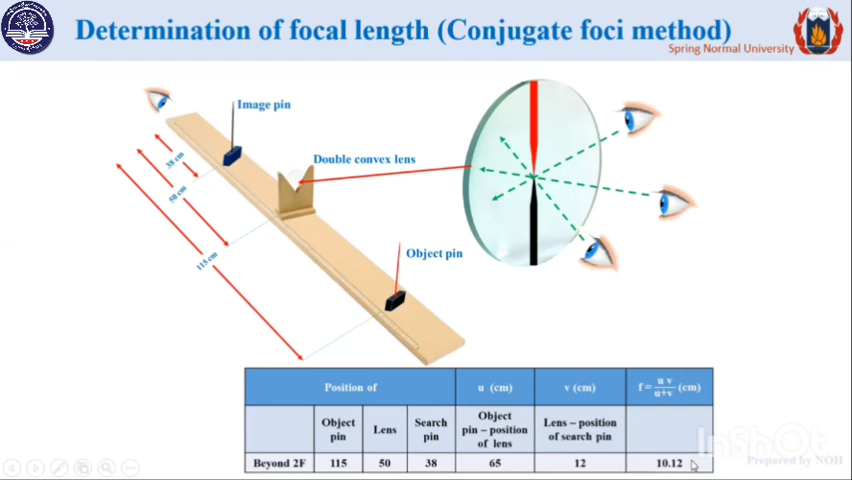 Determination of focal length (Conjugate foci method)
Spring Normal University
Image pin
Double convex lens
38 cm
50 cm
115 cm
Object pin
Position of
u (cm)
v (cm)
f = u v / u+v (cm)
Object pin
Lens
Search pin
Object pin – position of lens
Lens – position of search pin
Beyond 2F
115
50
38
65
12
10.12
InShOt
Prepared by NOH